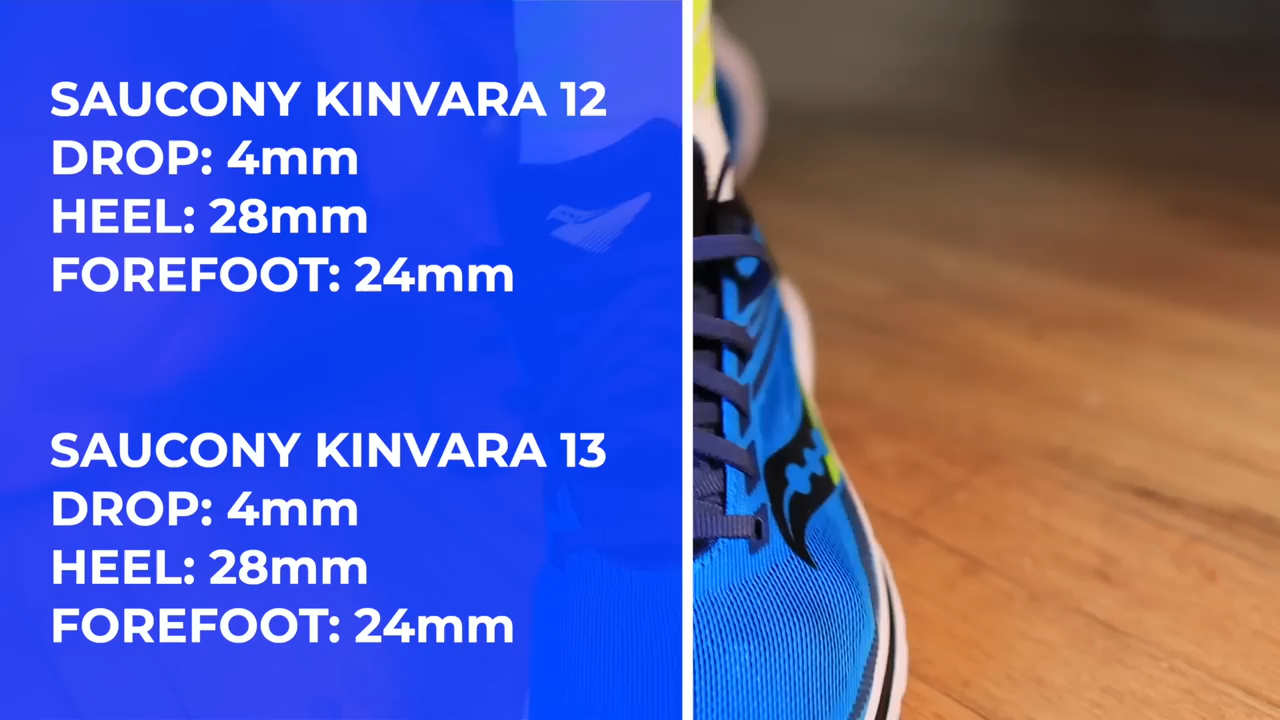 SAUCONY KINVARA 12
DROP: 4mm
HEEL: 28mm
FOREFOOT: 24mm
SAUCONY KINVARA 13
DROP: 4mm
HEEL: 28mm
FOREFOOT: 24mm